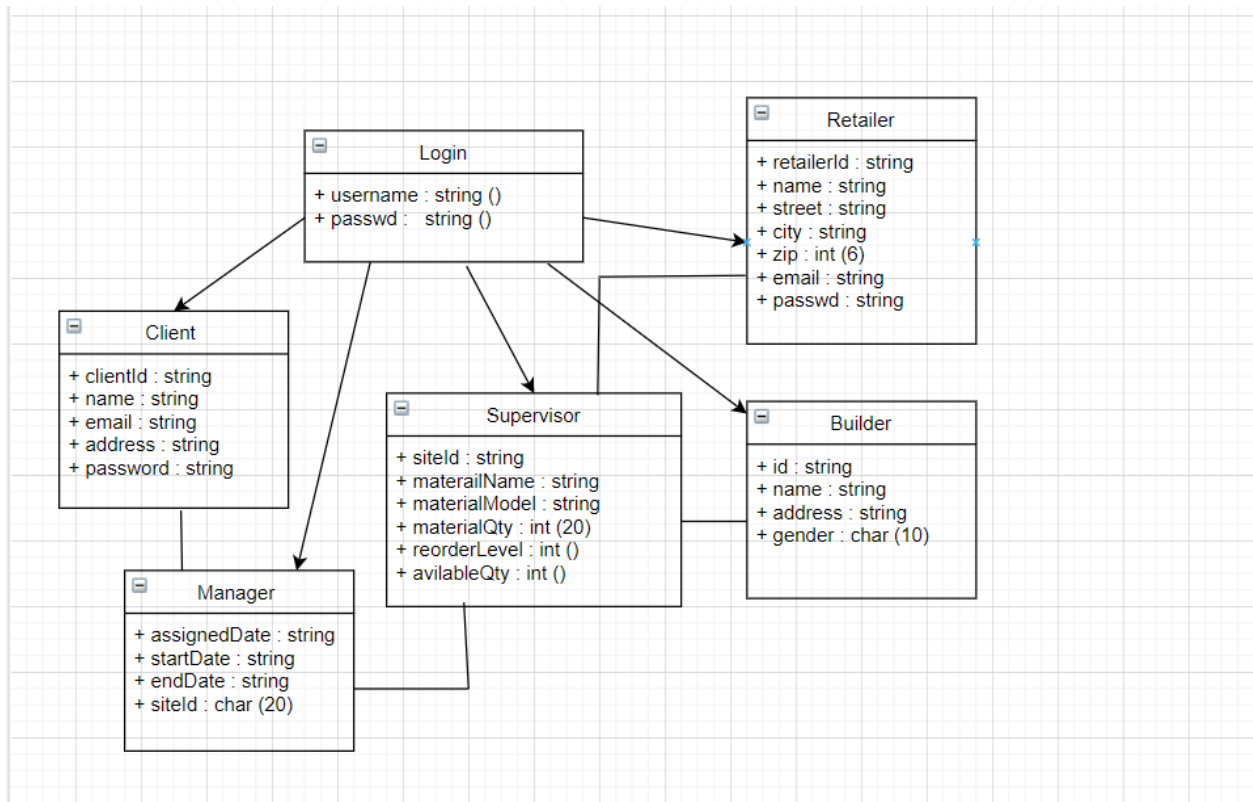 Login
+ username : string ()
+ passwd :  string ()
Retailer
+ retailerId : string
+ name : string
+ street : string
+ city : string
+ zip : int (6)
+ email : string
+ passwd : string
Client
+ clientId : string
+ name : string
+ email : string
+ address : string
+ password : string
Supervisor
+ siteId : string
+ materailName : string
+ materialModel : string
+ materialQty : int (20)
+ reorderLevel : int ()
+ avilableQty : int ()
Builder
+ id : string
+ name : string
+ address : string
+ gender : char (10)
Manager
+ assignedDate : string
+ startDate : string
+ endDate : string
+ siteId : char (20)